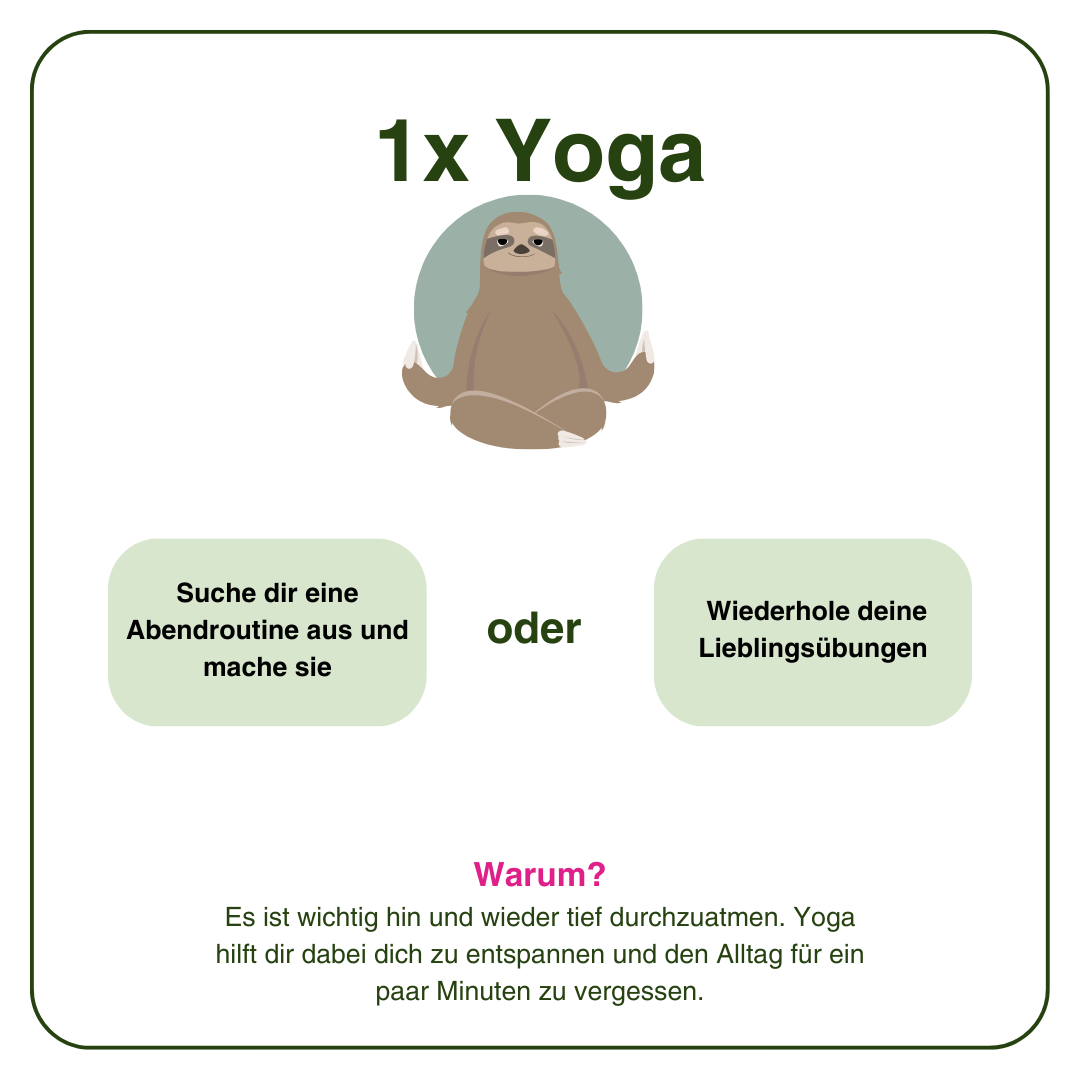 1x Yoga
Suche dir eine
Abendroutine aus und
mache sie
oder
Wiederhole deine
Lieblingsübungen
Warum?
Es ist wichtig hin und wieder tief durchzuatmen. Yoga
hilft dir dabei dich zu entspannen und den Alltag für ein
paar Minuten zu vergessen.